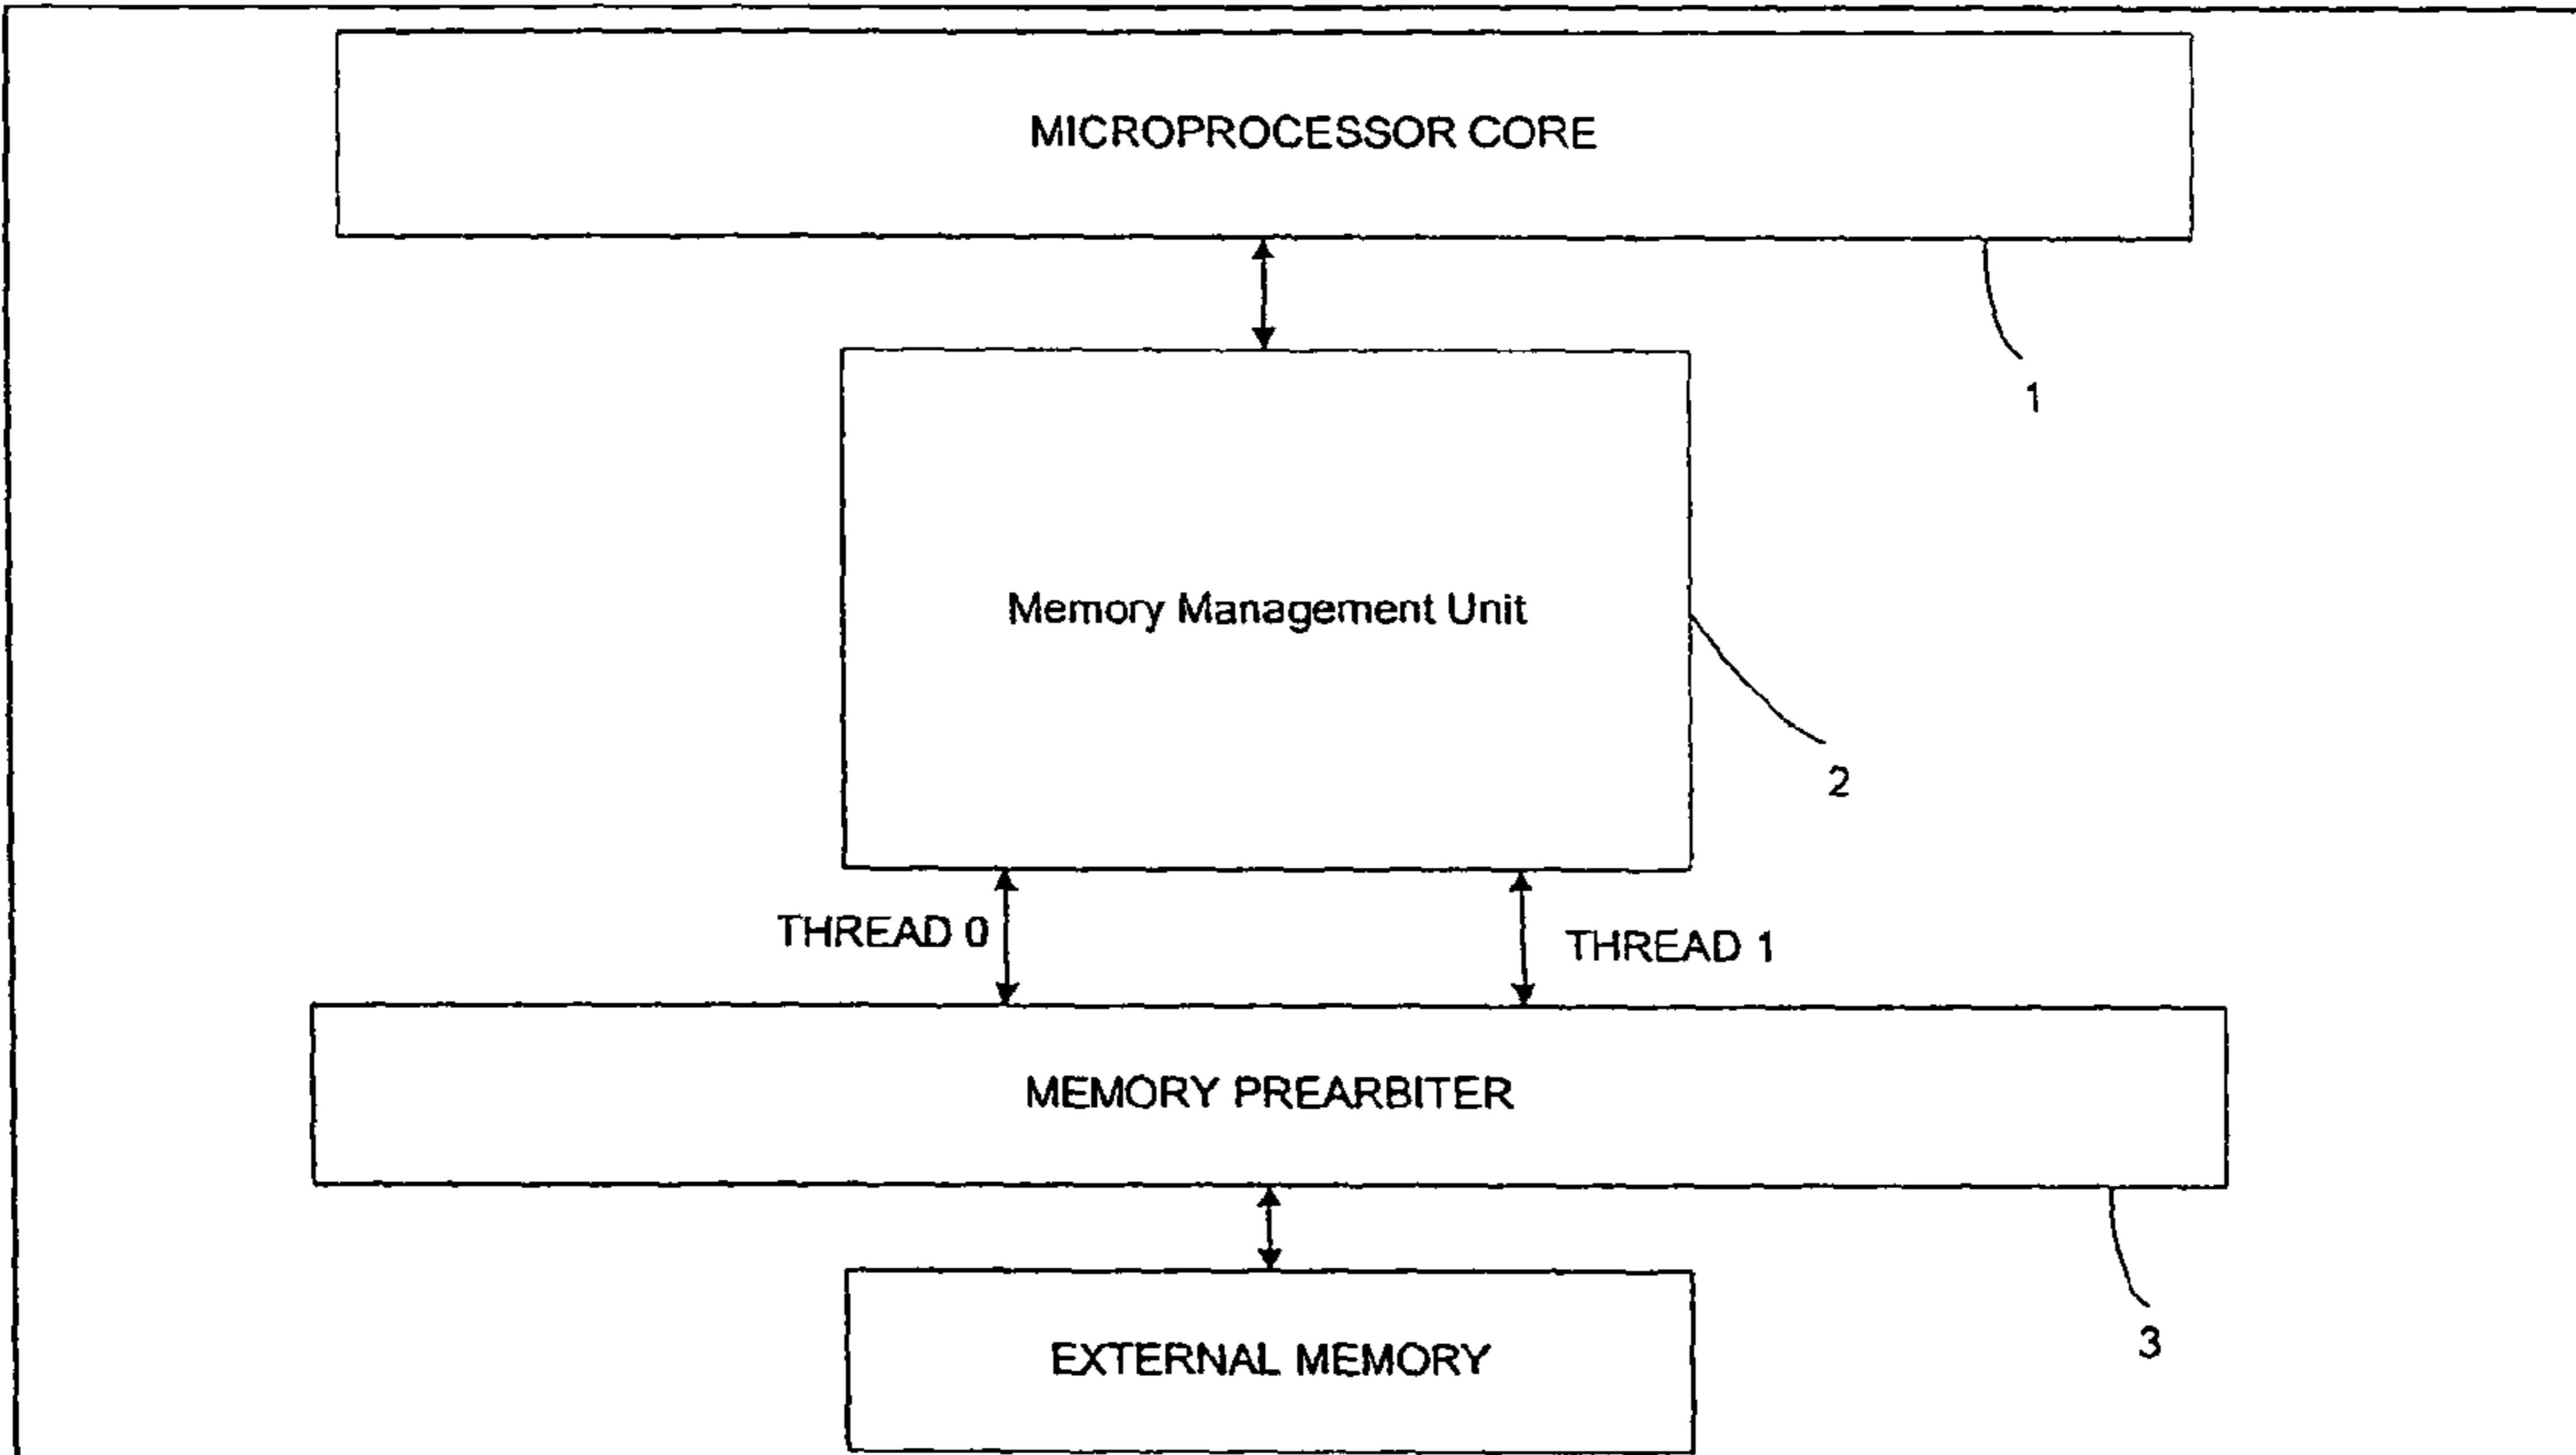 MICROPROCESSOR CORE
1
Memory Management Unit
2
THREAD 0
THREAD 1
MEMORY PREARBITER
3
EXTERNAL MEMORY